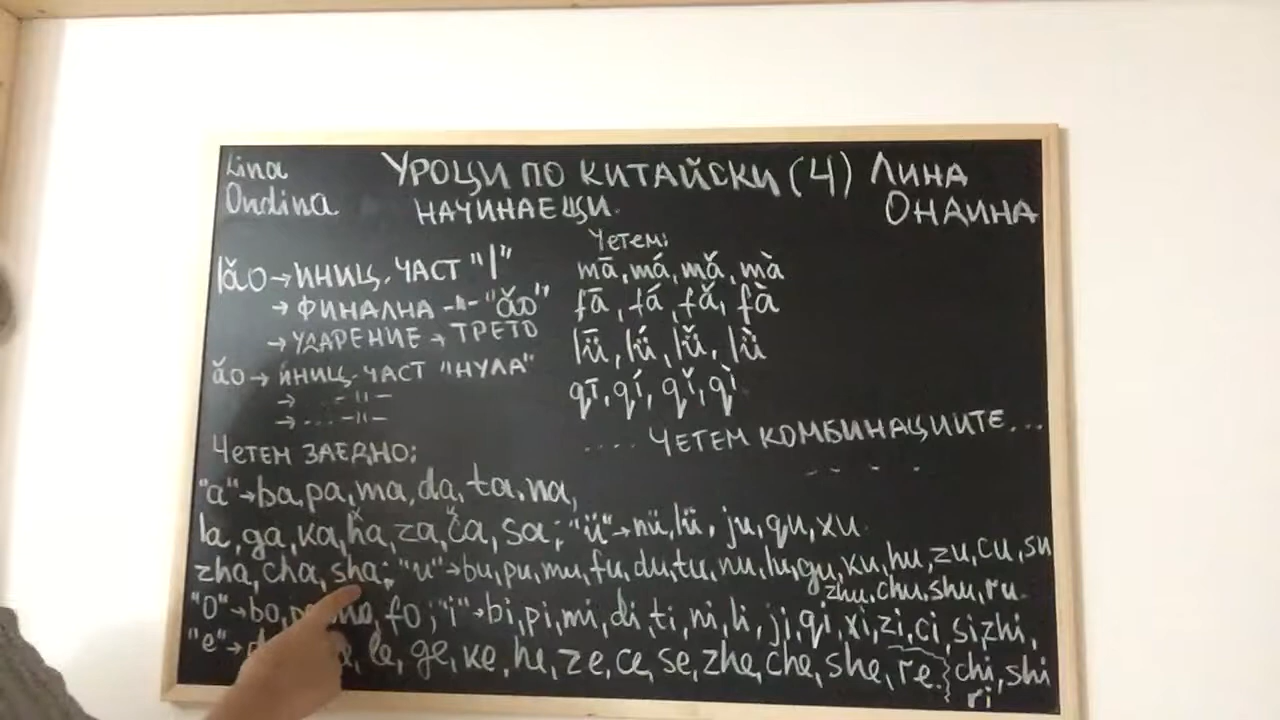 Lina Ondina
УРОЦИ ПО КИТАЙСКИ (4)
НАЧИНАЕЩИ.
ЛИНА ОНДИНА
lǎo → ИНИЦ. ЧАСТ "l"
→ ФИНАЛНА -"- "ǎo"
→ УДАРЕНИЕ → ТРЕТО
ǎo → ИНИЦ. ЧАСТ "НУЛА"
→ ... -"-
→ ... -"-
Четем:
mā, má, mǎ, mà
fā, fá, fǎ, fà
lǖ, lǘ, lǚ, lǜ
qī, qí, qǐ, qì
.... ЧЕТЕМ КОМБИНАЦИИТЕ...
- - - -
ЧЕТЕМ ЗАЕДНО:
"a" → ba, pa, ma, da, ta, na,
la, ga, ka, ha, za, ca, sa; "ü" → nü, lü, ju, qu, xu
х ц
zha, cha, sha; "u" → bu, pu, mu, fu, du, tu, nu, lu, gu, ku, hu, zu, cu, su
zhu, chu, shu, ru.
"o" → bo, fo; "i" → bi, pi, mi, di, ti, ni, li, ji, qi, xi, zi, ci, si, zhi,
"e" → le, ge, ke, he, ze, ce, se, zhe, che, she, re. chi, shi
ri